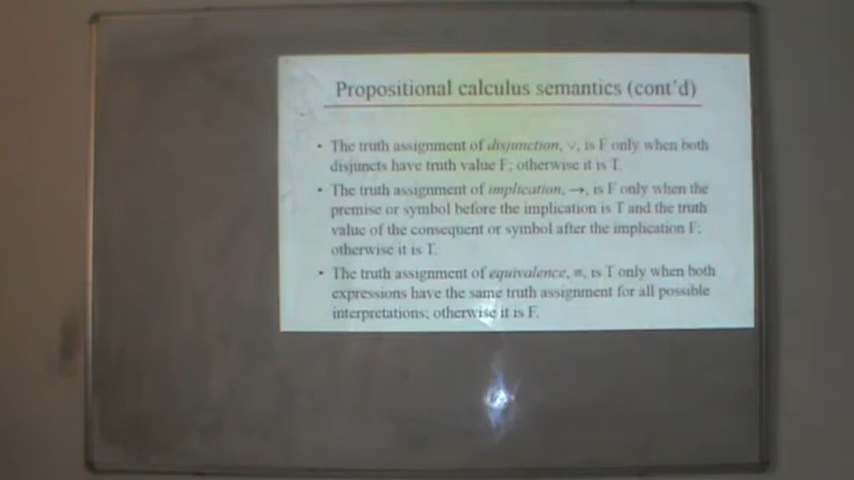 Propositional calculus semantics (cont'd)
• The truth assignment of disjunction, ∨, is F only when both
disjuncts have truth value F; otherwise it is T.
• The truth assignment of implication, →, is F only when the
premise or symbol before the implication is T and the truth
value of the consequent or symbol after the implication F;
otherwise it is T.
• The truth assignment of equivalence, ≡, is T only when both
expressions have the same truth assignment for all possible
interpretations; otherwise it is F.